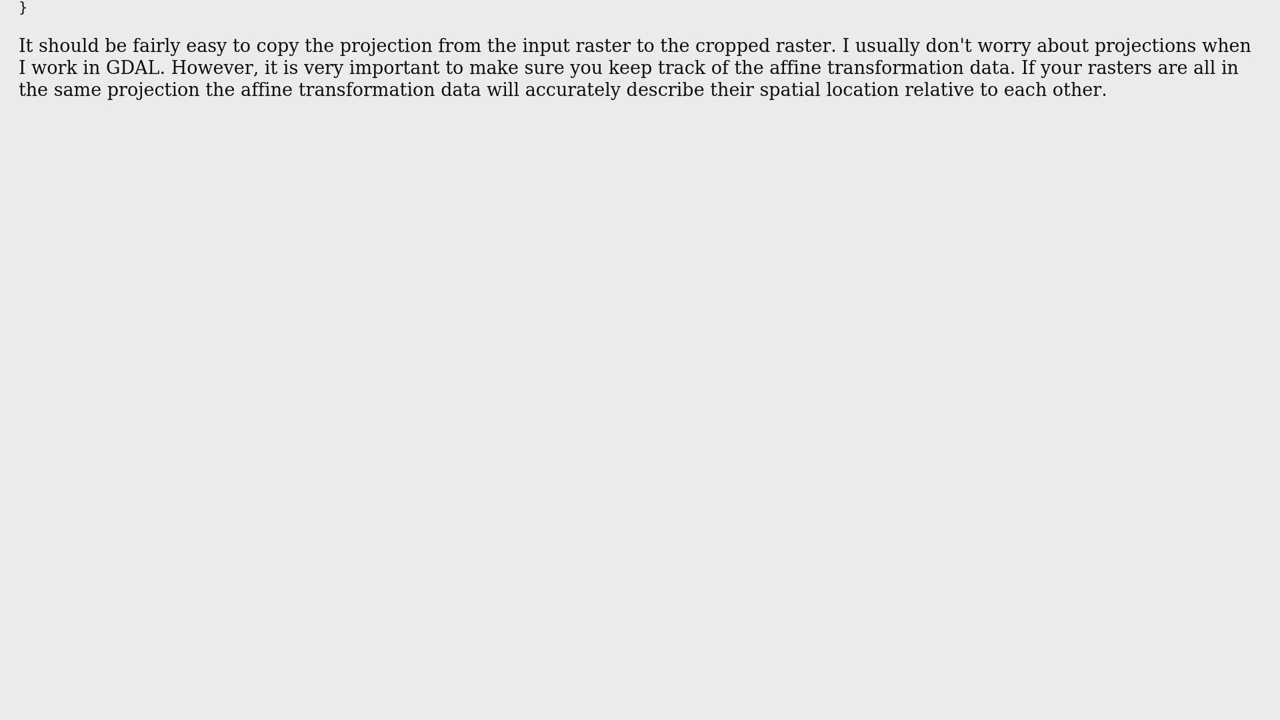 }
It should be fairly easy to copy the projection from the input raster to the cropped raster. I usually don't worry about projections when
I work in GDAL. However, it is very important to make sure you keep track of the affine transformation data. If your rasters are all in
the same projection the affine transformation data will accurately describe their spatial location relative to each other.